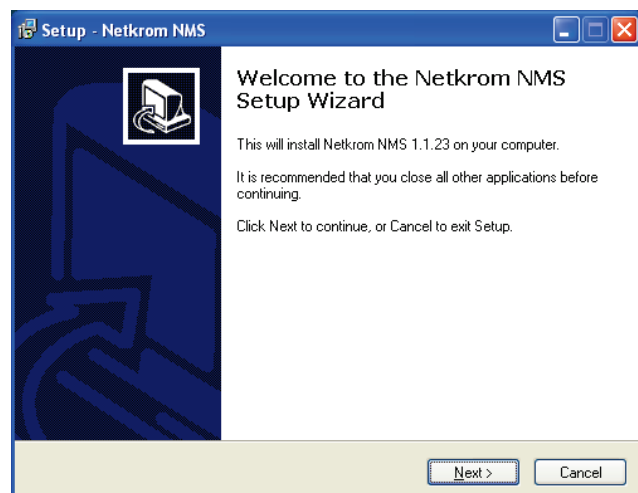 Setup - Netkrom NMS
Welcome to the Netkrom NMS
Setup Wizard
This will install Netkrom NMS 1.1.23 on your computer.
It is recommended that you close all other applications before
continuing.
Click Next to continue, or Cancel to exit Setup.
Next >
Cancel